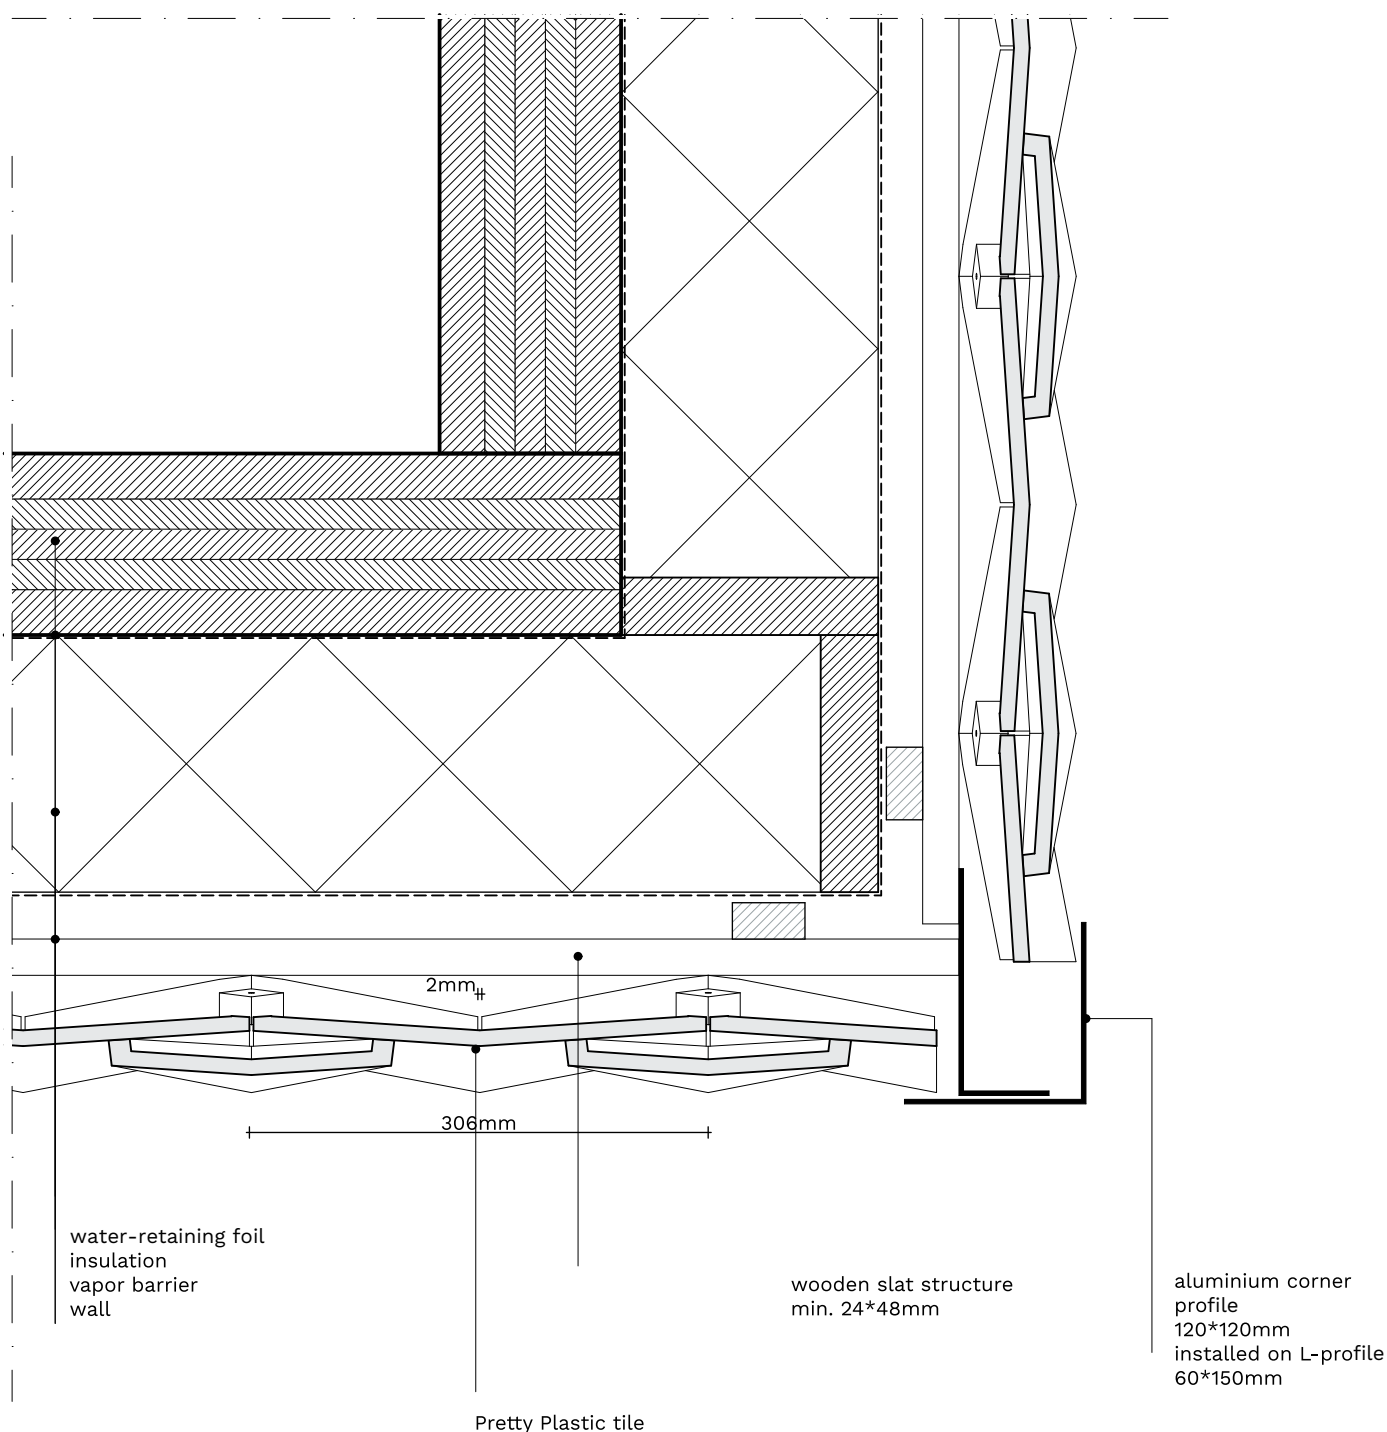 2mm
306mm
water-retaining foil
insulation
vapor barrier
wall
wooden slat structure
min. 24*48mm
aluminium corner
profile
120*120mm
installed on L-profile
60*150mm
Pretty Plastic tile